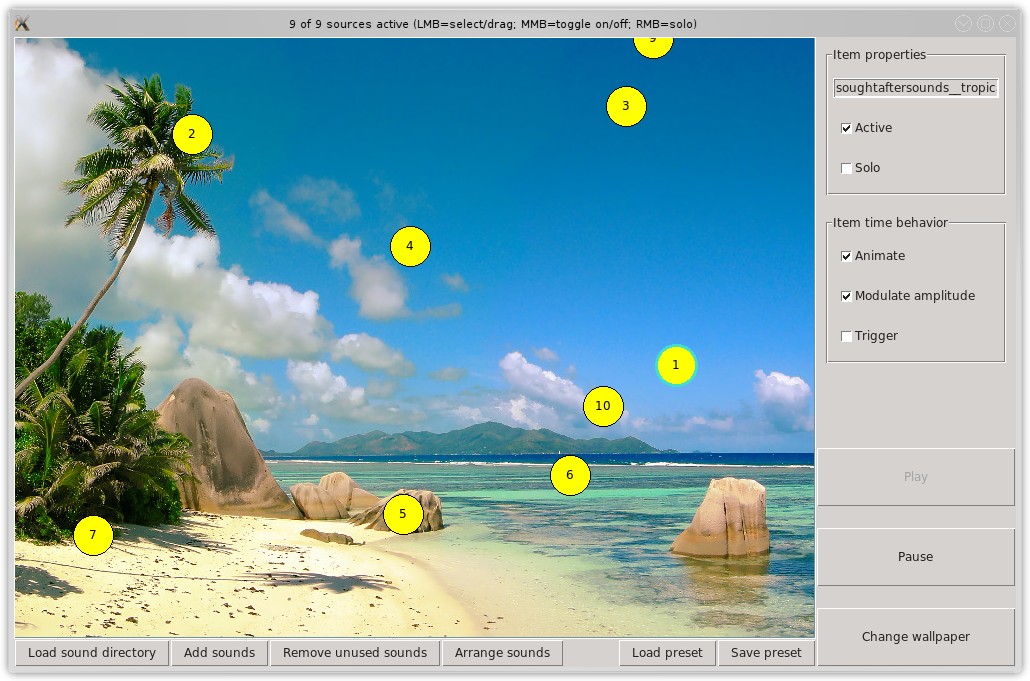 9 of 9 sources active (LMB=select/drag; MMB=toggle on/off; RMB=solo)
9
3
2
4
1
10
6
5
7
Item properties
soughtaftersounds__tropic
Active
Solo
Item time behavior
Animate
Modulate amplitude
Trigger
Play
Pause
Change wallpaper
Load sound directory
Add sounds
Remove unused sounds
Arrange sounds
Load preset
Save preset